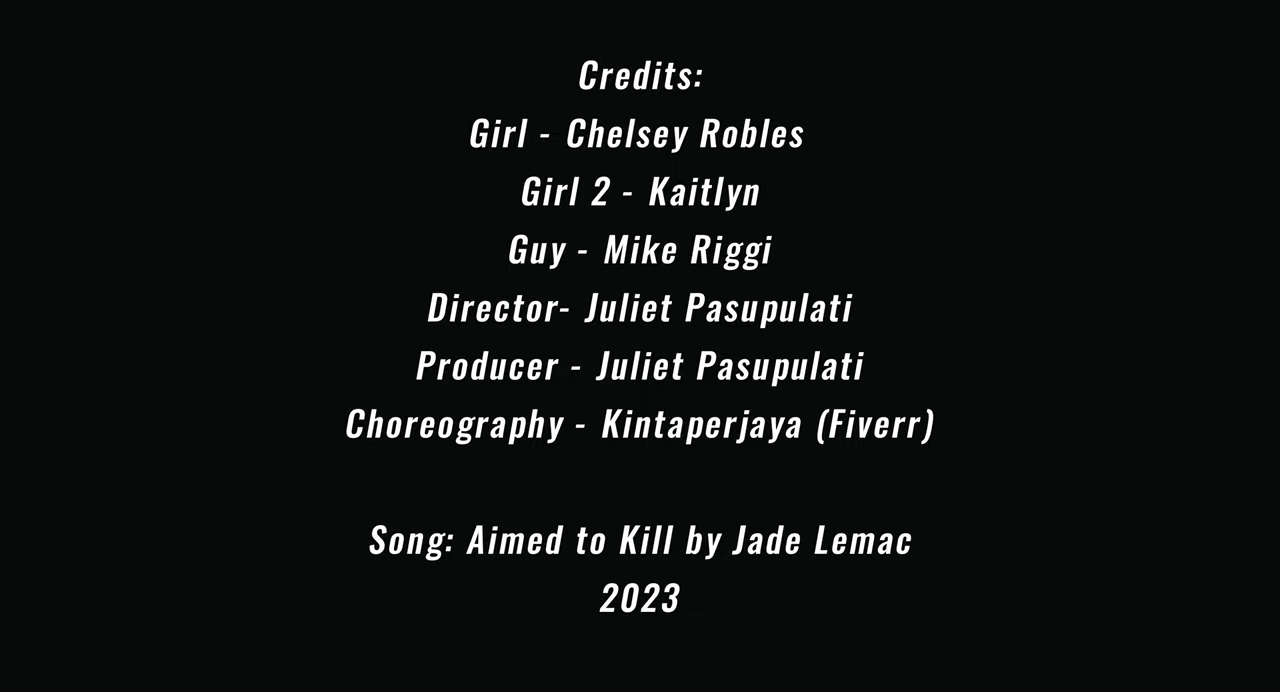 Credits:
Girl - Chelsey Robles
Girl 2 - Kaitlyn
Guy - Mike Riggi
Director- Juliet Pasupulati
Producer - Juliet Pasupulati
Choreography - Kintaperjaya (Fiverr)
Song: Aimed to Kill by Jade Lemac
2023